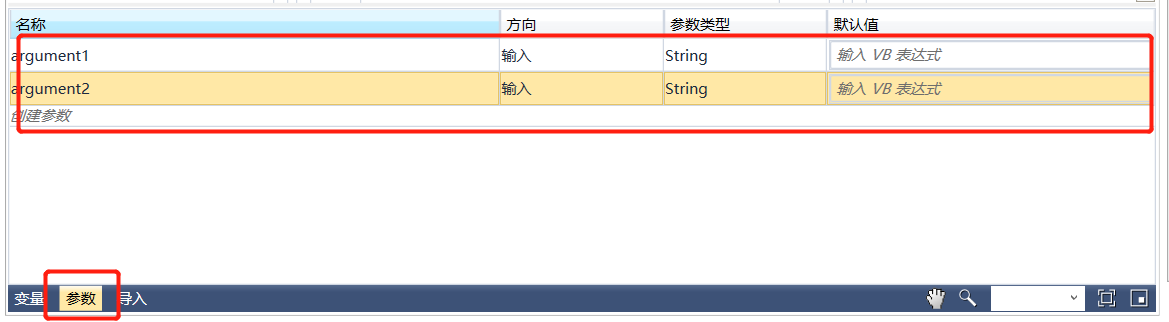 名称 方向 参数类型 默认值
argument1 输入 String 输入 VB 表达式
argument2 输入 String 输入 VB 表达式
创建参数
变量 参数 导入